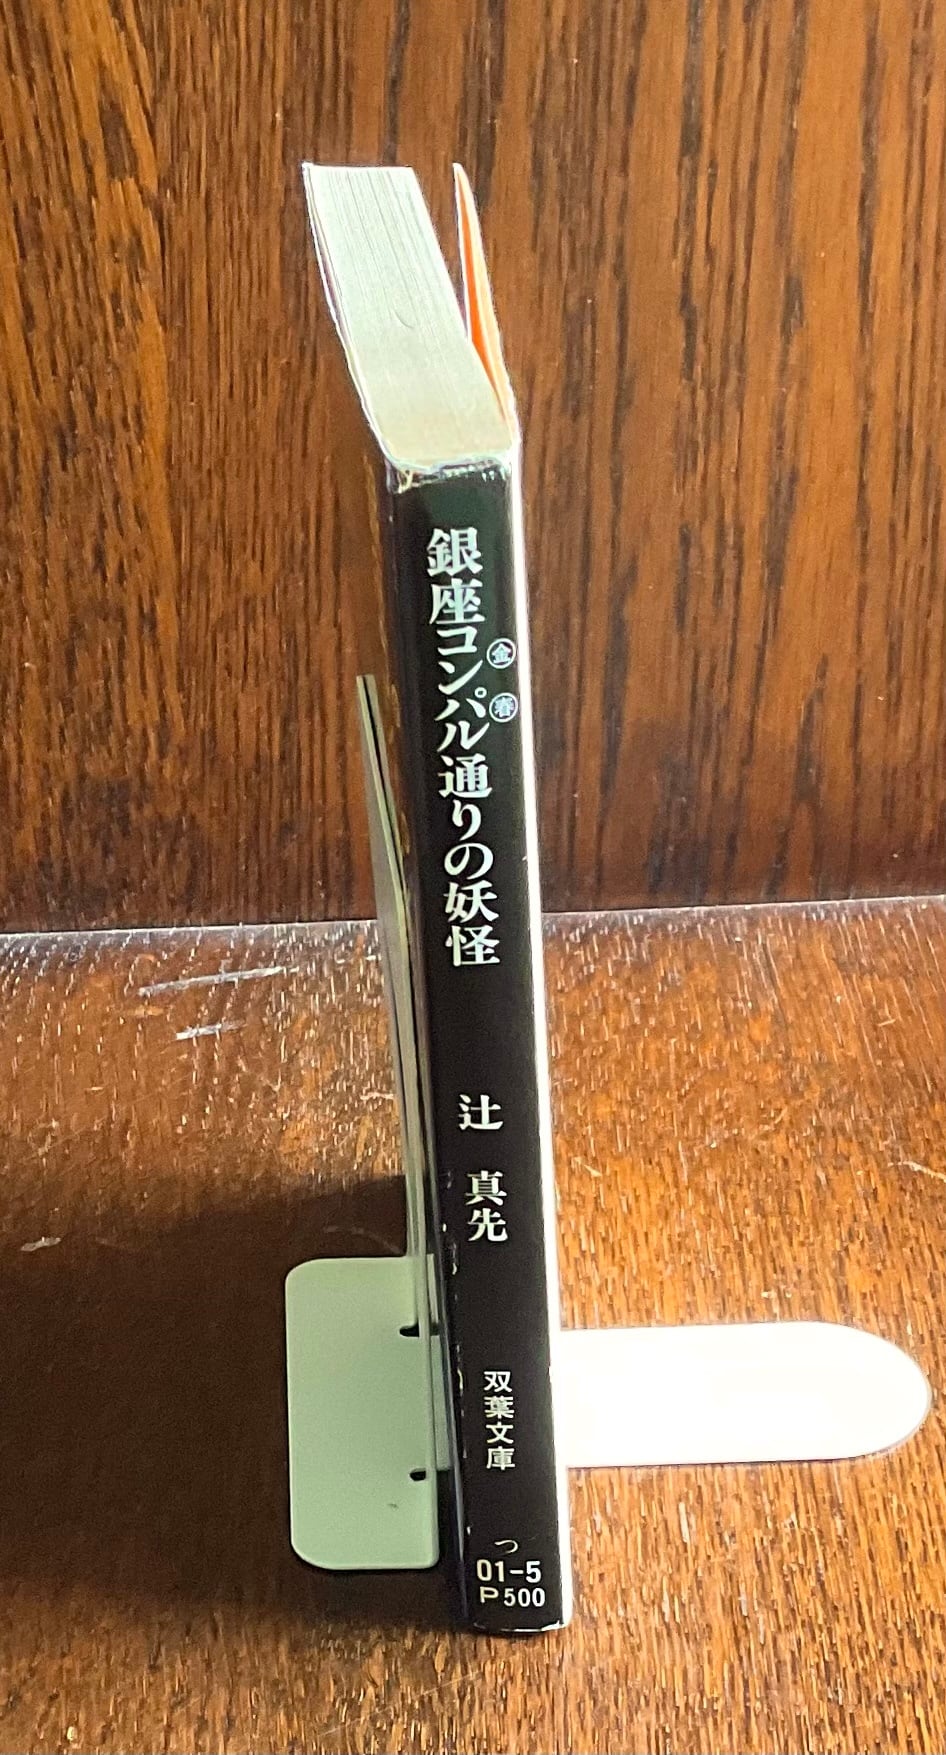 銀座コンパル通りの妖怪
金春
辻 真先
双葉文庫
つ
01-5
P500